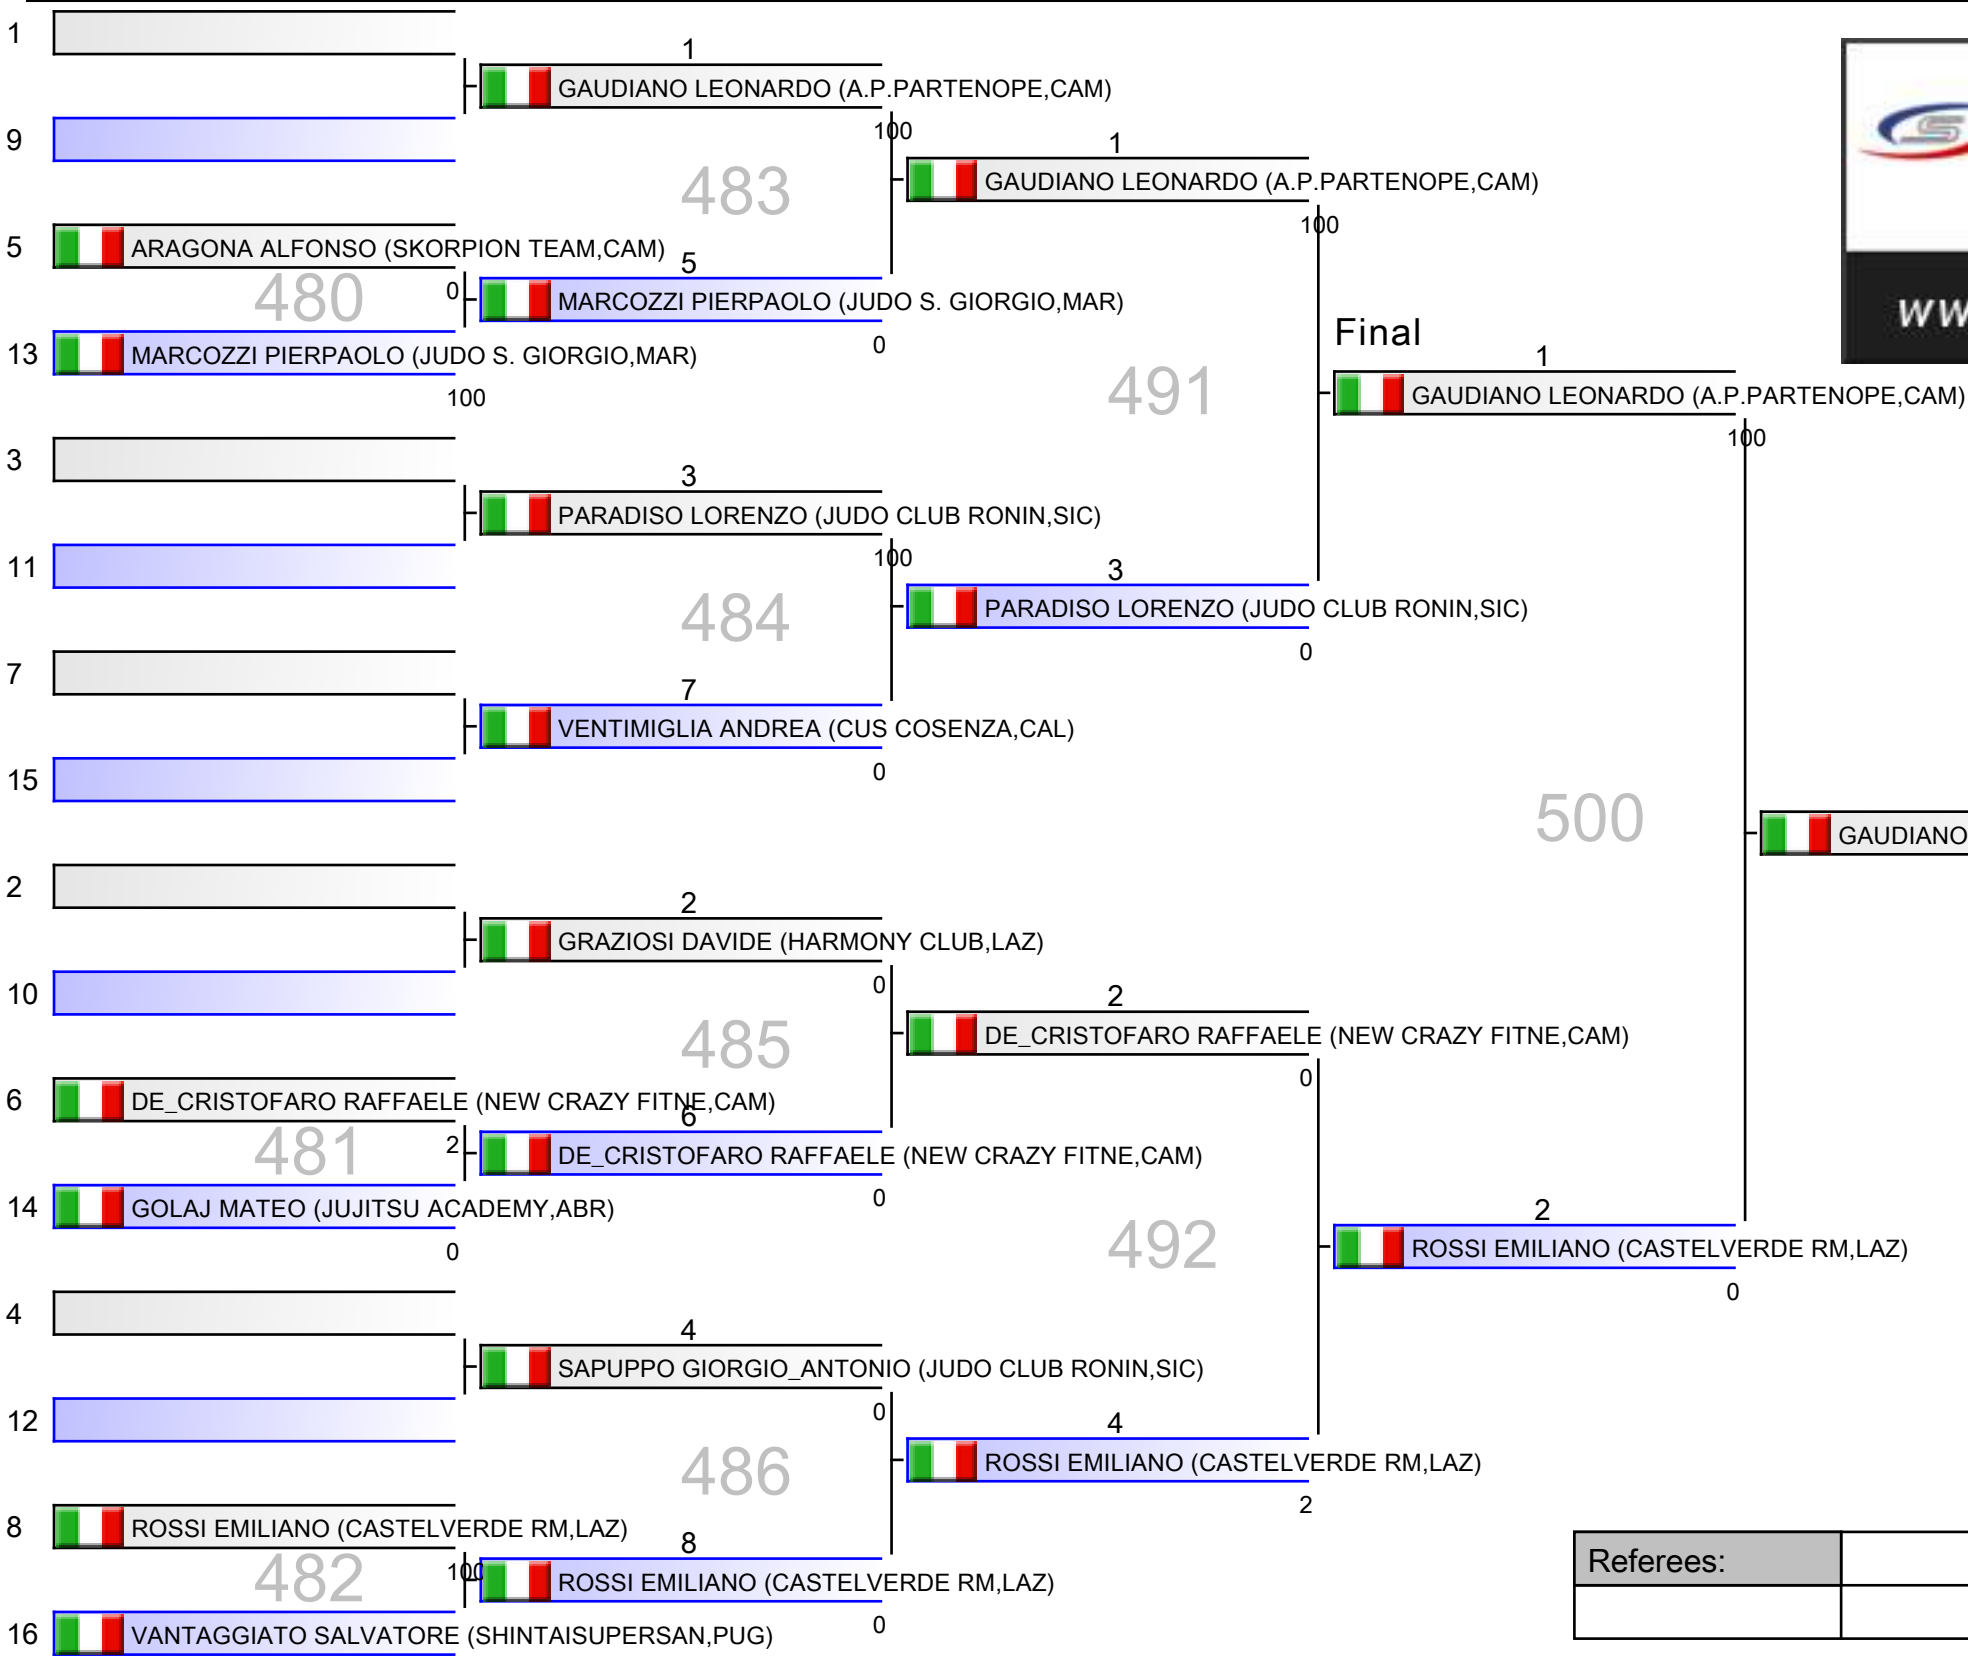 1
1
GAUDIANO LEONARDO (A.P.PARTENOPE,CAM)
100
9
1
483
GAUDIANO LEONARDO (A.P.PARTENOPE,CAM)
100
5
ARAGONA ALFONSO (SKORPION TEAM,CAM)
5
480
0
MARCOZZI PIERPAOLO (JUDO S. GIORGIO,MAR)
0
13
MARCOZZI PIERPAOLO (JUDO S. GIORGIO,MAR)
100
Final
1
491
GAUDIANO LEONARDO (A.P.PARTENOPE,CAM)
100
3
3
PARADISO LORENZO (JUDO CLUB RONIN,SIC)
100
11
3
484
PARADISO LORENZO (JUDO CLUB RONIN,SIC)
0
7
7
VENTIMIGLIA ANDREA (CUS COSENZA,CAL)
0
15
500
GAUDIANO
2
2
GRAZIOSI DAVIDE (HARMONY CLUB,LAZ)
0
10
2
485
DE_CRISTOFARO RAFFAELE (NEW CRAZY FITNE,CAM)
0
6
DE_CRISTOFARO RAFFAELE (NEW CRAZY FITNE,CAM)
6
481
2
DE_CRISTOFARO RAFFAELE (NEW CRAZY FITNE,CAM)
0
14
GOLAJ MATEO (JUJITSU ACADEMY,ABR)
0
492
2
ROSSI EMILIANO (CASTELVERDE RM,LAZ)
0
4
4
SAPUPPO GIORGIO_ANTONIO (JUDO CLUB RONIN,SIC)
0
12
4
486
ROSSI EMILIANO (CASTELVERDE RM,LAZ)
2
8
ROSSI EMILIANO (CASTELVERDE RM,LAZ)
8
482
100
ROSSI EMILIANO (CASTELVERDE RM,LAZ)
0
16
VANTAGGIATO SALVATORE (SHINTAISUPERSAN,PUG)
Referees: